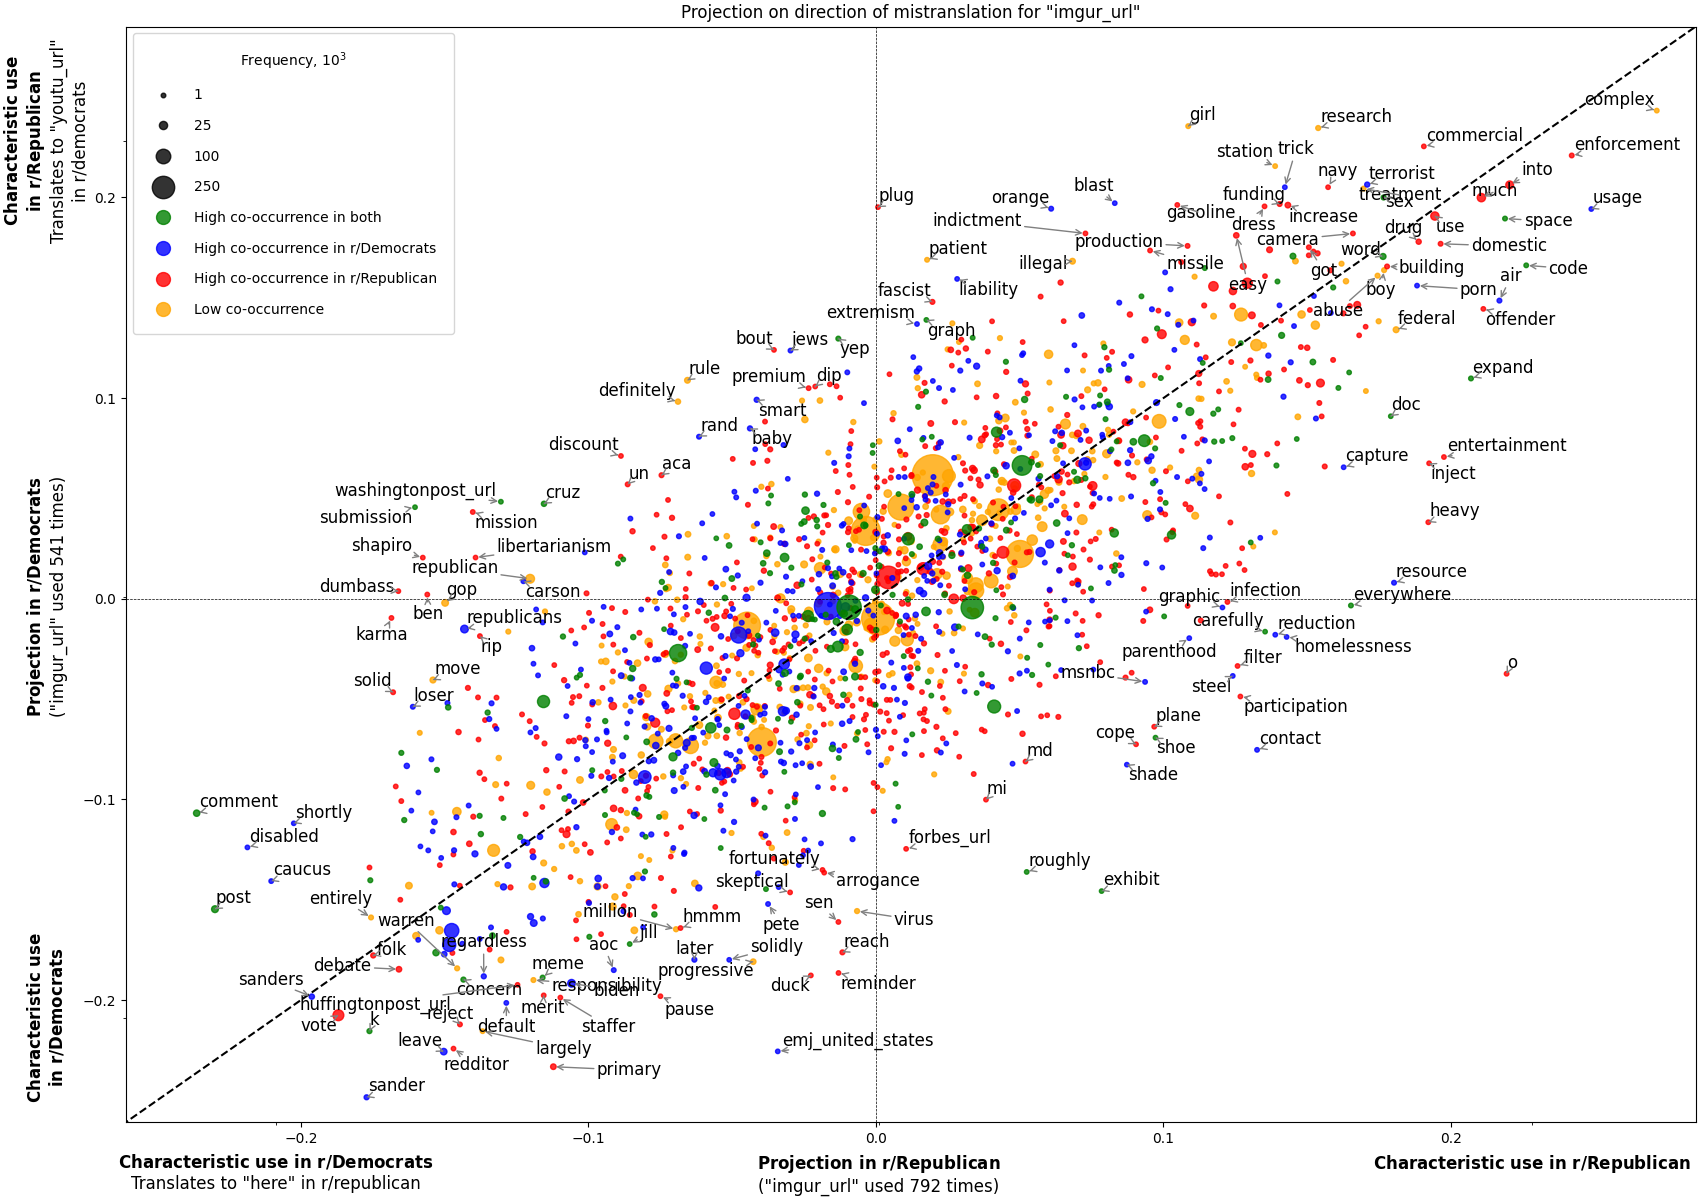 Projection on direction of mistranslation for "imgur_url"
Characteristic use
in r/Republican
Translates to "youtu_url"
in r/democrats
Projection in r/Democrats
("imgur_url" used 541 times)
Characteristic use
in r/Democrats
Frequency, 10³
1
25
100
250
High co-occurrence in both
High co-occurrence in r/Democrats
High co-occurrence in r/Republican
Low co-occurrence
0.2
0.1
0.0
−0.1
−0.2
complex
girl
research
commercial
enforcement
station
trick
navy
terrorist
into
treatment
much
sex
usage
plug
orange
blast
funding
gasoline
increase
indictment
dress
drug
use
space
production
camera
domestic
patient
word
illegal
missile
got
building
code
air
liability
easy
boy
porn
fascist
abuse
extremism
graph
federal
offender
bout
jews
yep
rule
premium
dip
expand
definitely
smart
doc
rand
baby
discount
entertainment
un
aca
capture
inject
washingtonpost_url
cruz
submission
mission
heavy
shapiro
libertarianism
republican
resource
dumbass
gop
carson
infection
everywhere
graphic
ben
republicans
carefully
reduction
karma
rip
parenthood
homelessness
filter
o
move
msnbc
solid
steel
loser
participation
plane
cope
shoe
contact
md
shade
mi
comment
shortly
disabled
forbes_url
fortunately
roughly
caucus
skeptical
arrogance
exhibit
post
entirely
sen
million
hmmm
virus
warren
pete
jill
regardless
aoc
later
solidly
reach
folk
debate
meme
progressive
sanders
concern
responsibility
biden
duck
reminder
huffingtonpost_url
merit
pause
vote
k
reject
default
staffer
leave
largely
emj_united_states
redditor
primary
sander
−0.2
−0.1
0.0
0.1
0.2
Characteristic use in r/Democrats
Translates to "here" in r/republican
Projection in r/Republican
("imgur_url" used 792 times)
Characteristic use in r/Republican